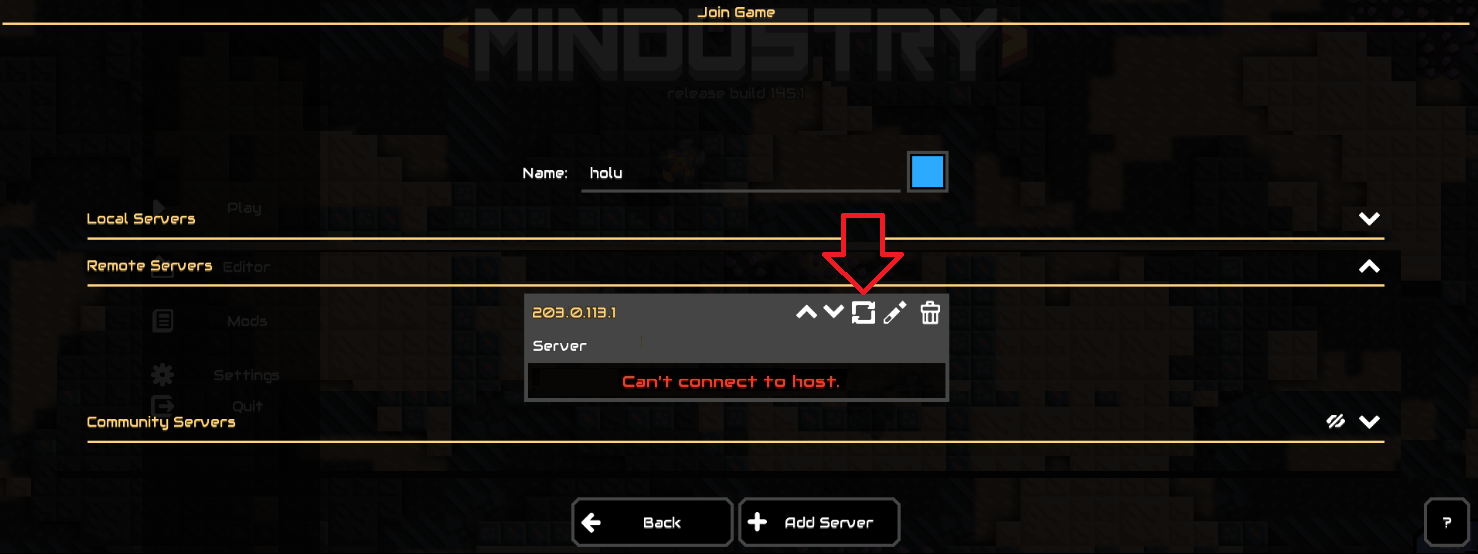 Join Game
MINDUSTRY
release build 145.1
Name: holu
Play
Local Servers
Remote Servers
Editor
203.0.113.1
Mods
Server
Settings
Can't connect to host.
Quit
Community Servers
Back
Add Server
?